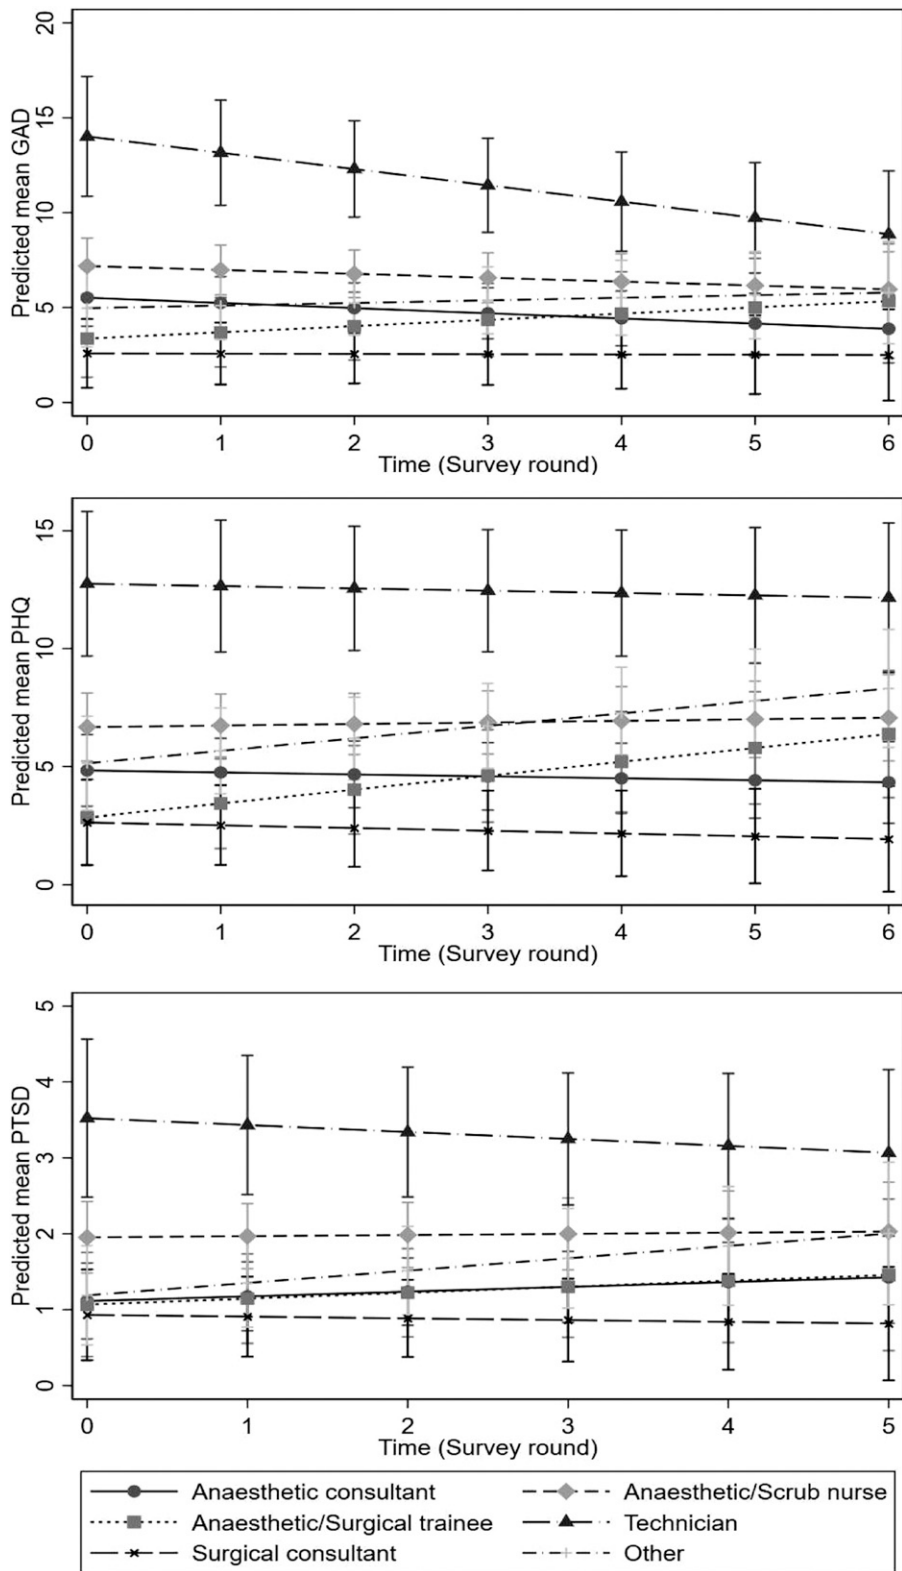 Predicted mean GAD
20
15
10
5
0
0 1 2 3 4 5 6
Time (Survey round)
Predicted mean PHQ
15
10
5
0
0 1 2 3 4 5 6
Time (Survey round)
Predicted mean PTSD
5
4
3
2
1
0
0 1 2 3 4 5
Time (Survey round)
Anaesthetic consultant Anaesthetic/Scrub nurse
Anaesthetic/Surgical trainee Technician
Surgical consultant Other